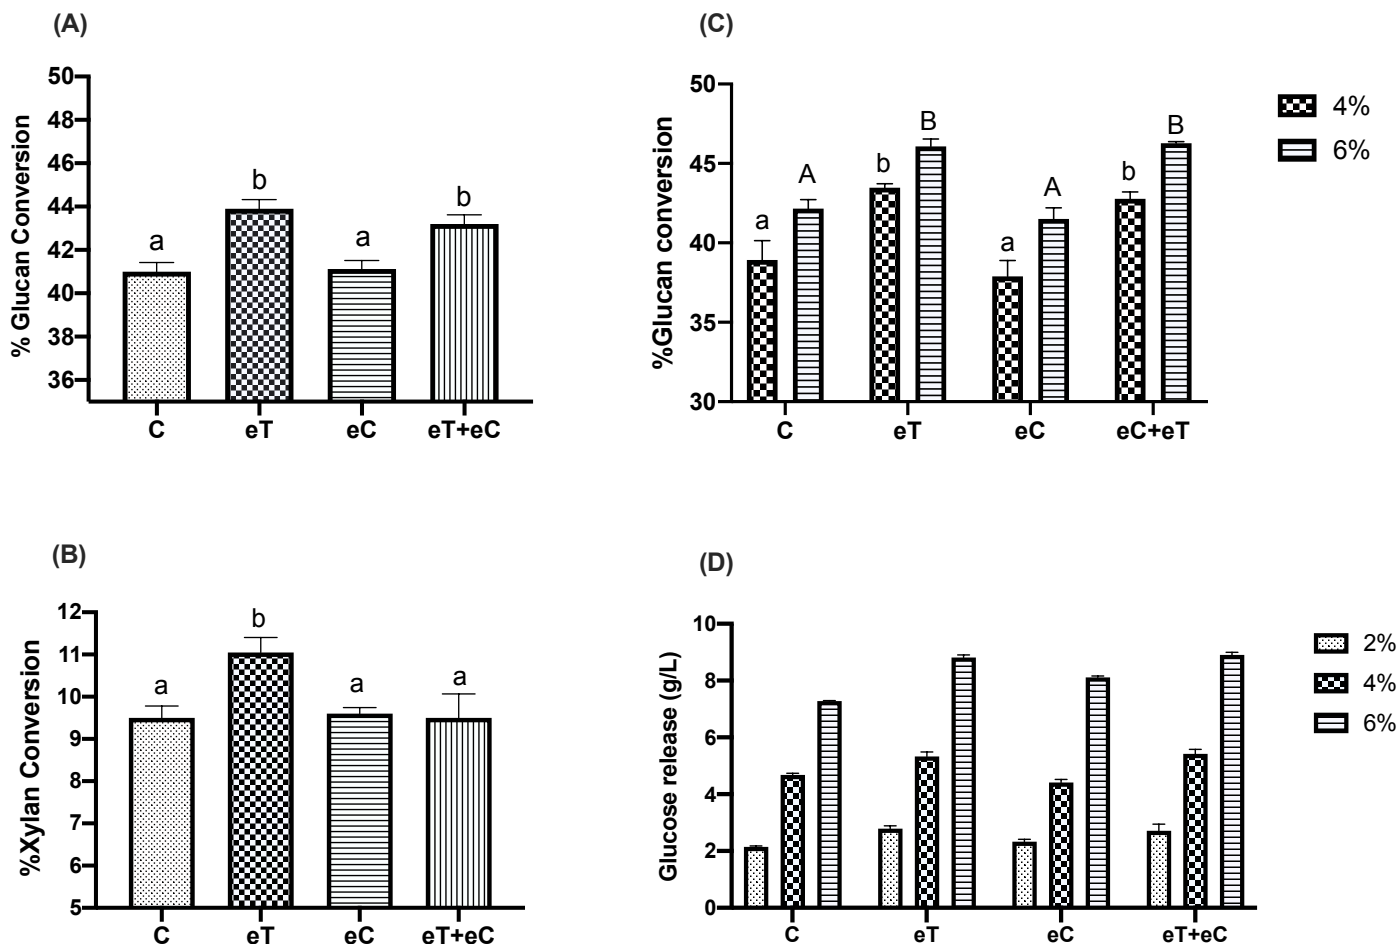 (A)
% Glucan Conversion
50
48
46
44
42
40
38
36
a
b
a
b
C
eT
eC
eT+eC
(C)
%Glucan conversion
50
45
40
35
30
a
A
b
B
a
A
b
B
C
eT
eC
eC+eT
4%
6%
(B)
%Xylan Conversion
12
11
10
9
8
7
6
5
a
b
a
a
C
eT
eC
eT+eC
(D)
Glucose release (g/L)
10
8
6
4
2
0
C
eT
eC
eT+eC
2%
4%
6%